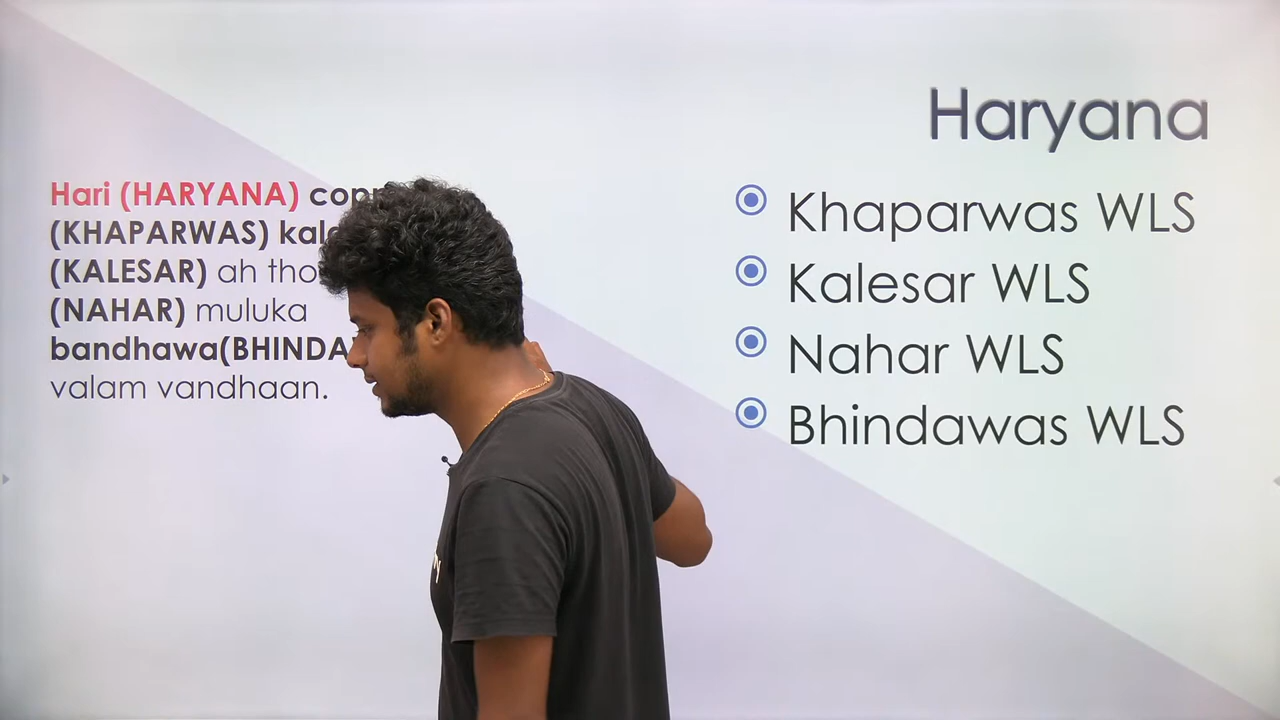 Haryana
Hari (HARYANA)
(KHAPARWAS)
(KALESAR) ah
(NAHAR) muluka
valam vandhaan.
Khaparwas WLS
Kalesar WLS
Nahar WLS
Bhindawas WLS